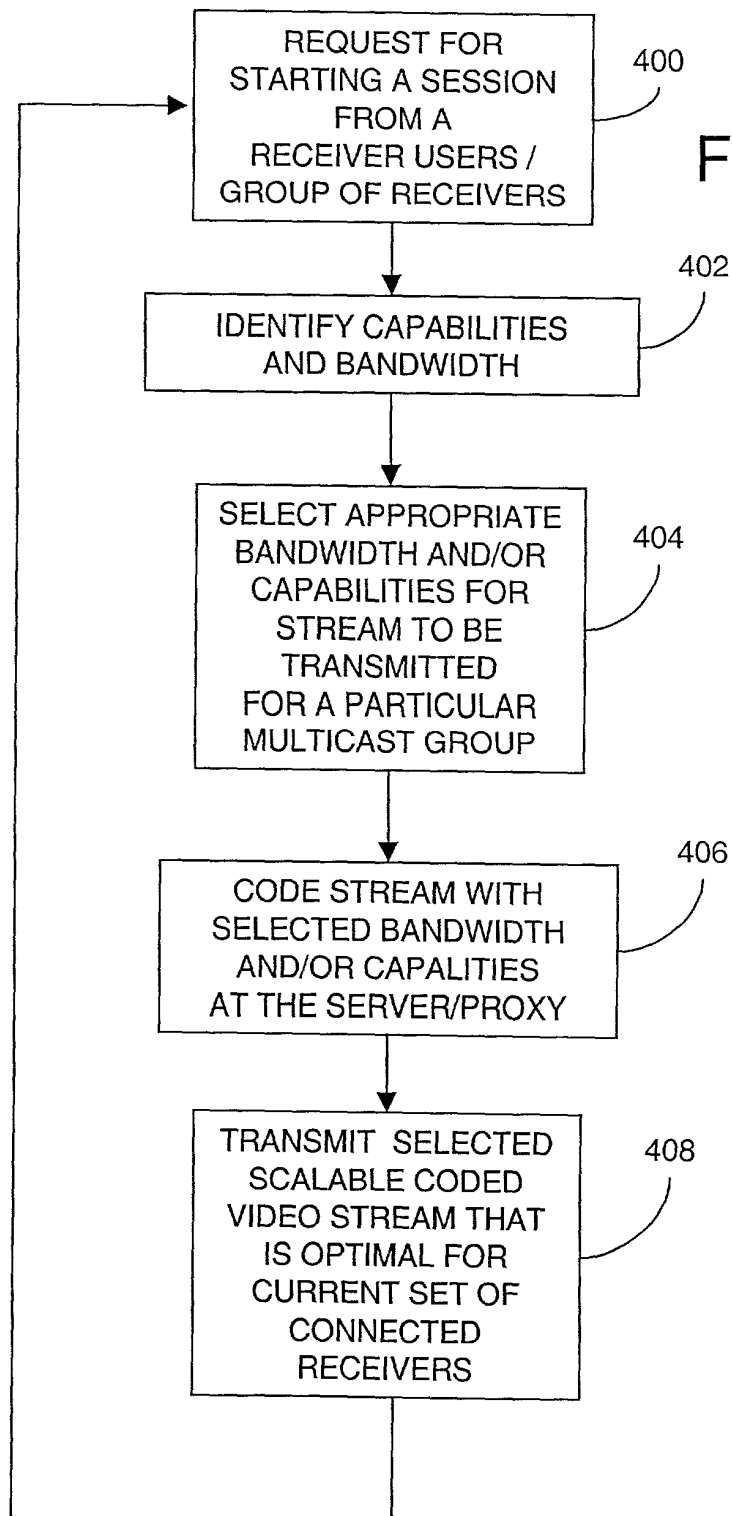 REQUEST FOR
STARTING A SESSION
FROM A
RECEIVER USERS /
GROUP OF RECEIVERS
400
F
IDENTIFY CAPABILITIES
AND BANDWIDTH
402
SELECT APPROPRIATE
BANDWIDTH AND/OR
CAPABILITIES FOR
STREAM TO BE
TRANSMITTED
FOR A PARTICULAR
MULTICAST GROUP
404
CODE STREAM WITH
SELECTED BANDWIDTH
AND/OR CAPALITIES
AT THE SERVER/PROXY
406
TRANSMIT SELECTED
SCALABLE CODED
VIDEO STREAM THAT
IS OPTIMAL FOR
CURRENT SET OF
CONNECTED
RECEIVERS
408